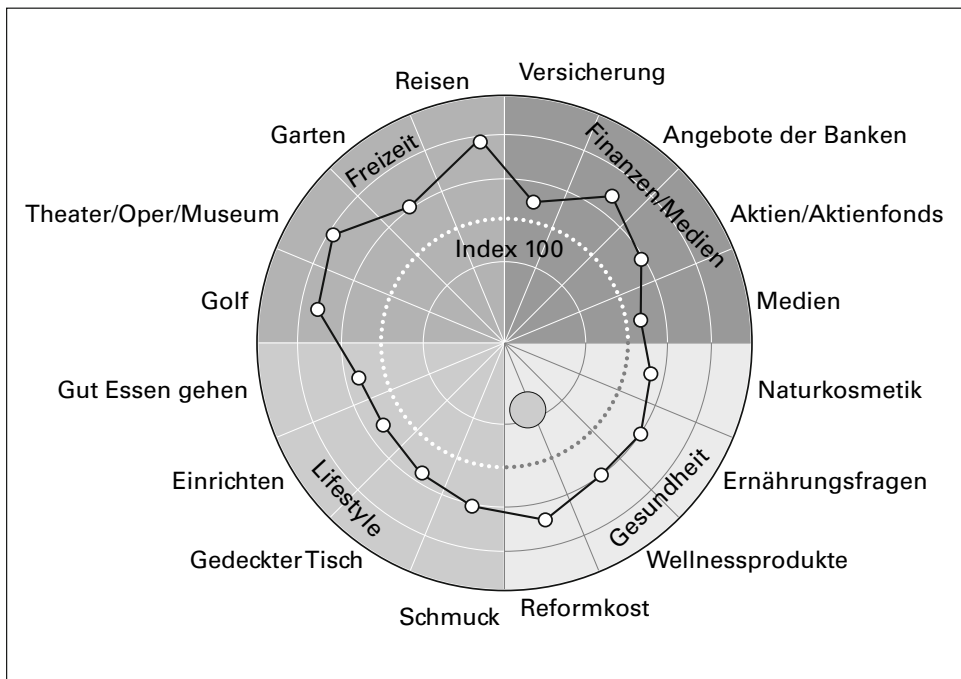 Reisen
Versicherung
Garten
Freizeit
Finanzen/Medien
Angebote der Banken
Theater/Oper/Museum
Aktien/Aktienfonds
Index 100
Golf
Medien
Gut Essen gehen
Naturkosmetik
Einrichten
Lifestyle
Gesundheit
Ernährungsfragen
Gedeckter Tisch
Wellnessprodukte
Schmuck
Reformkost